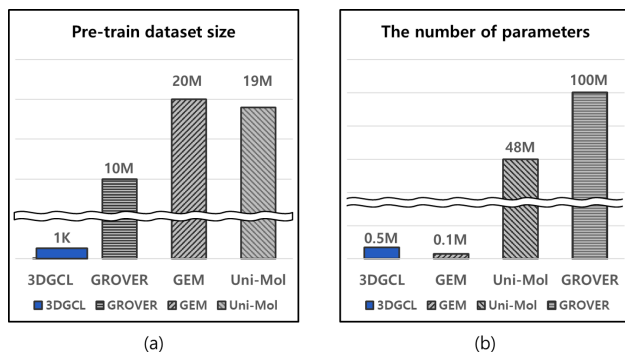 Pre-train dataset size
20M
19M
10M
1K
3DGCL GROVER GEM Uni-Mol
3DGCL GROVER GEM Uni-Mol
(a)
The number of parameters
100M
48M
0.5M
0.1M
3DGCL GEM Uni-Mol GROVER
3DGCL GEM Uni-Mol GROVER
(b)